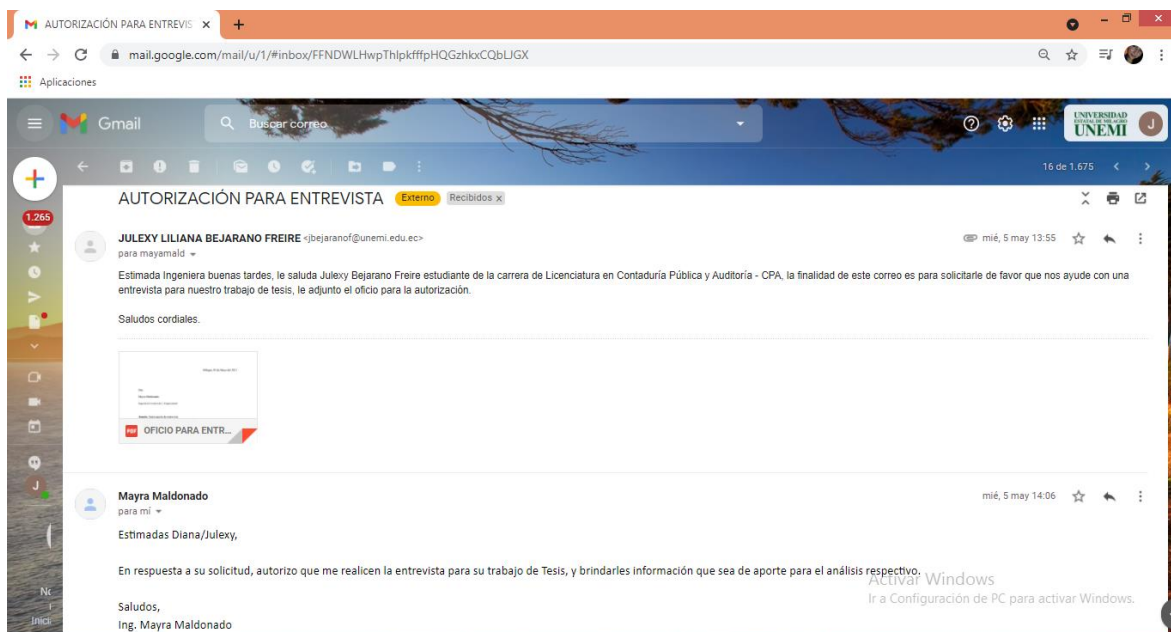 AUTORIZACIÓN PARA ENTREVIS
mail.google.com/mail/u/1/#inbox/
Aplicaciones
Gmail
Buscar correo
UNIVERSIDAD
ESTATAL DE MILAGRO
UNEMI
J
16 de 1.675
1.265
AUTORIZACIÓN PARA ENTREVISTA Externo Recibidos x
JULEXY LILIANA BEJARANO FREIRE <jbejaranof@unemi.edu.ec> mié, 5 may 13:55
para mayamald
Estimada Ingeniera buenas tardes, le saluda Julexy Bejarano Freire estudiante de la carrera de Licenciatura en Contaduría Pública y Auditoría - CPA, la finalidad de este correo es para solicitarle de favor que nos ayude con una
entrevista para nuestro trabajo de tesis, le adjunto el oficio para la autorización.
Saludos cordiales.
PDF OFICIO PARA ENTR...
J
Mayra Maldonado mié, 5 may 14:06
para mí
Estimadas Diana/Julexy,
En respuesta a su solicitud, autorizo que me realicen la entrevista para su trabajo de Tesis, y brindarles información que sea de aporte para el análisis respectivo.
Activar Windows
Ir a Configuración de PC para activar Windows.
Saludos,
Ing. Mayra Maldonado